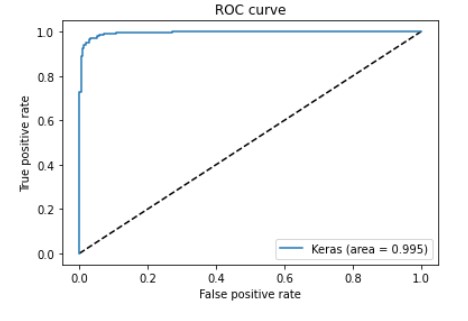 ROC curve
1.0
0.8
0.6
0.4
0.2
0.0
True positive rate
Keras (area = 0.995)
0.0 0.2 0.4 0.6 0.8 1.0
False positive rate